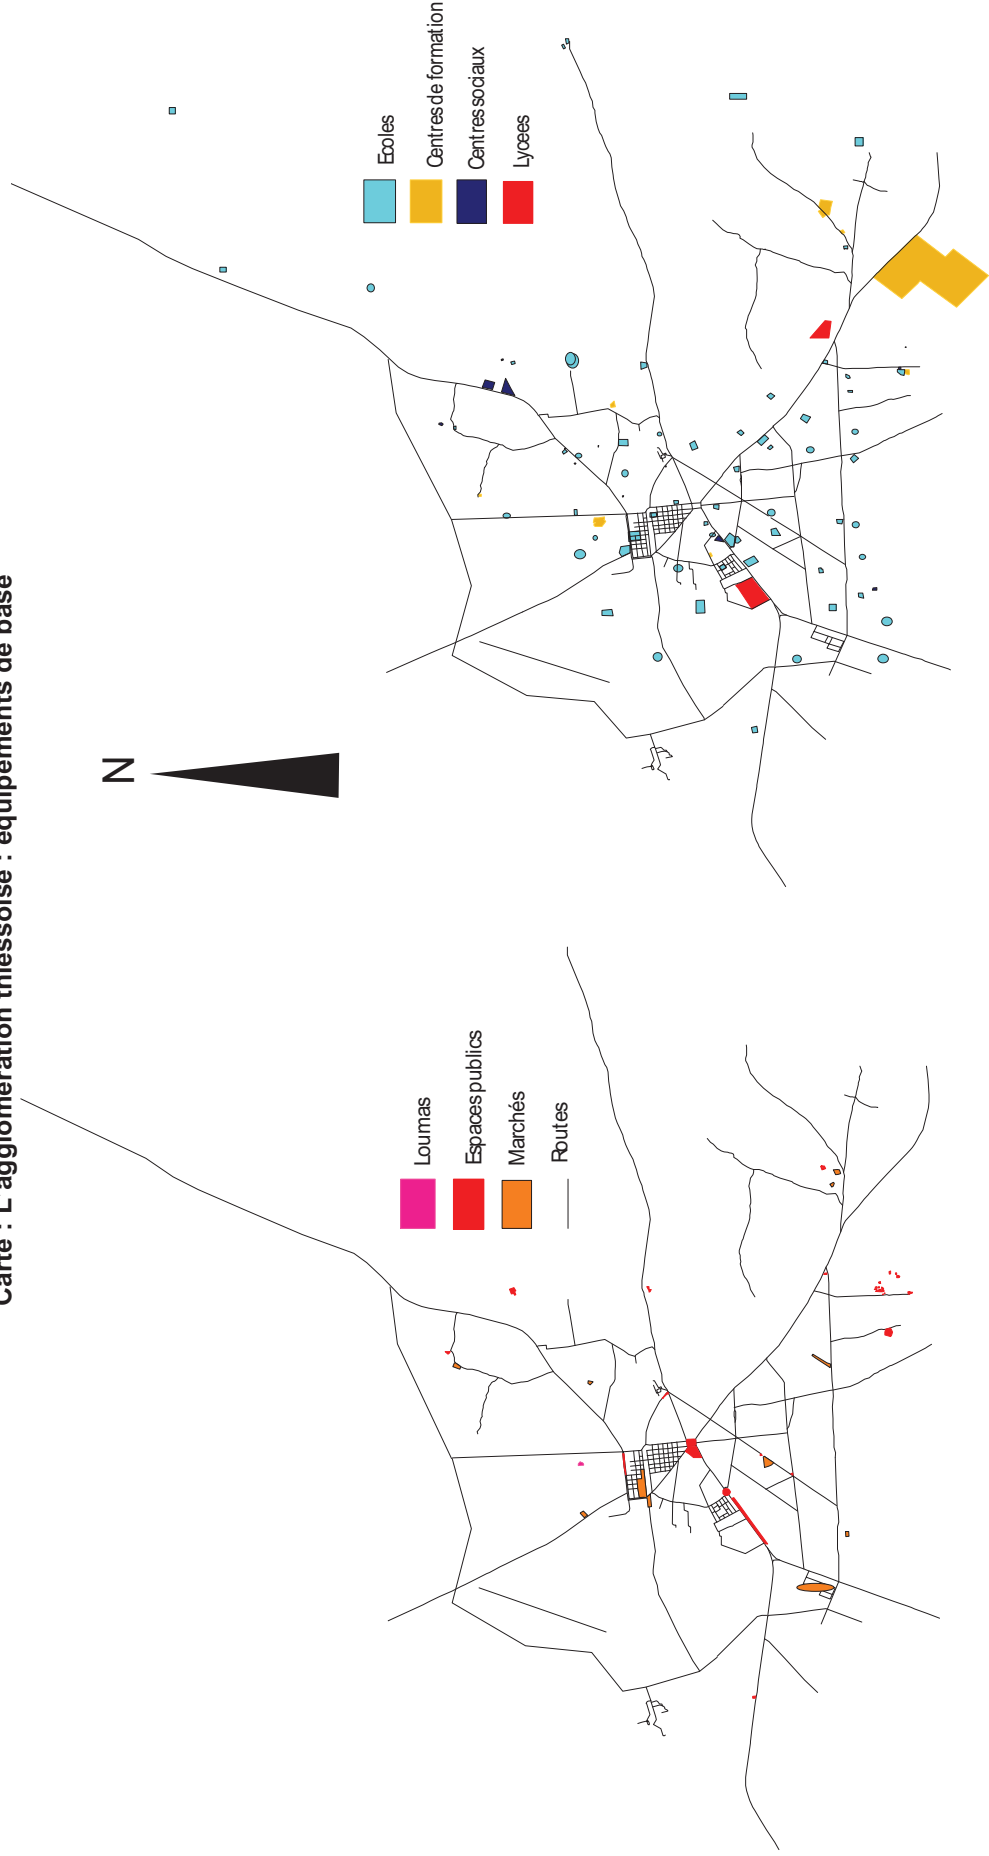 Carte : L'agglomération thiessoise : équipements de base
N
Loumas
Espaces publics
Marchés
Routes
Ecoles
Centres de formation
Centres sociaux
Lycees